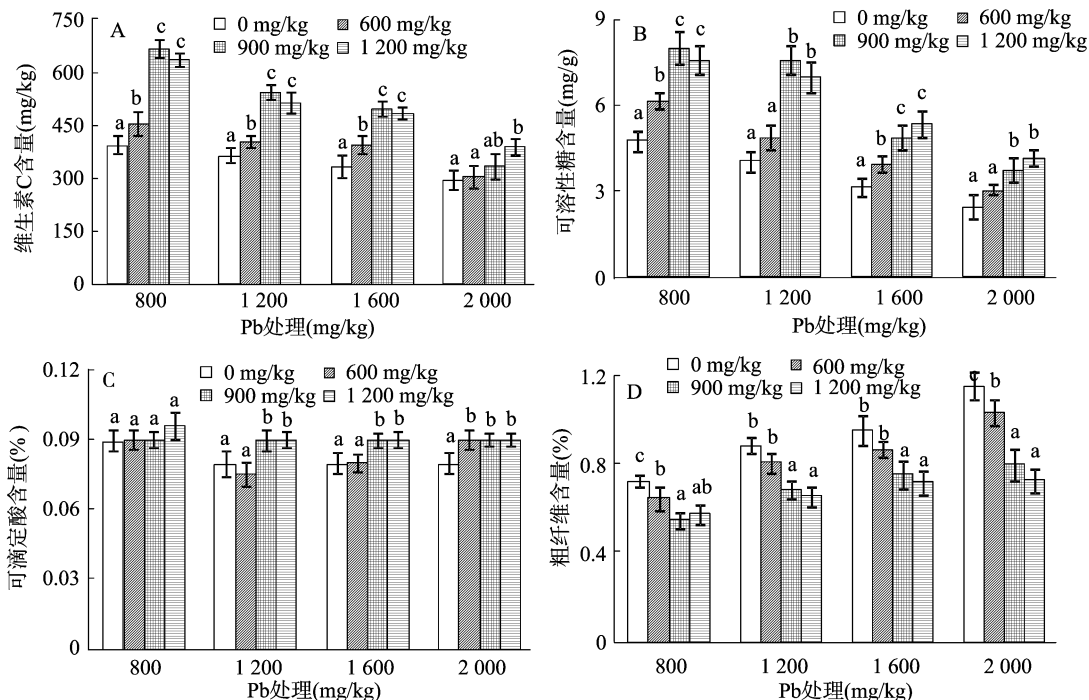 A
0 mg/kg 600 mg/kg
900 mg/kg 1 200 mg/kg
维生素C含量(mg/kg)
750
600
450
300
150
0
a b c c
a b c c
a b c c
a a ab b
800 1 200 1 600 2 000
Pb处理(mg/kg)
B
0 mg/kg 600 mg/kg
900 mg/kg 1 200 mg/kg
可溶性糖含量(mg/g)
9
6
3
0
a b c c
a a b b
a b c c
a a b b
800 1 200 1 600 2 000
Pb处理(mg/kg)
C
0 mg/kg 600 mg/kg
900 mg/kg 1 200 mg/kg
可滴定酸含量(%)
0.12
0.09
0.06
0.03
0
a a a a
a a b b
a a b b
a b b b
800 1 200 1 600 2 000
Pb处理(mg/kg)
D
0 mg/kg 600 mg/kg
900 mg/kg 1 200 mg/kg
粗纤维含量(%)
1.2
0.8
0.4
0
c b a ab
b b a a
b b a a
c b a a
800 1 200 1 600 2 000
Pb处理(mg/kg)